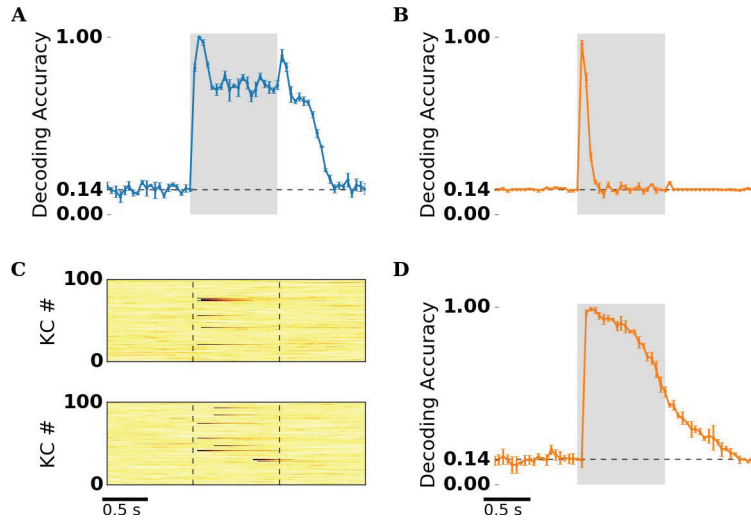 A
1.00
Decoding Accuracy
0.14
0.00
B
1.00
Decoding Accuracy
0.14
0.00
C
100
KC #
0
100
KC #
0
0.5 s
D
1.00
Decoding Accuracy
0.14
0.00
0.5 s